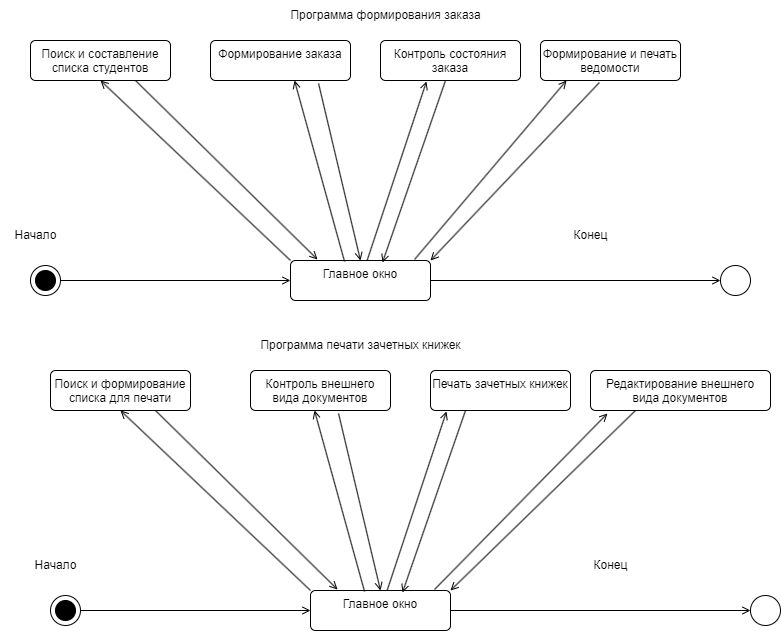 Программа формирования заказа
Поиск и составление
списка студентов
Формирование заказа
Контроль состояния
заказа
Формирование и печать
ведомости
Начало
Конец
Главное окно
Программа печати зачетных книжек
Поиск и формирование
списка для печати
Контроль внешнего
вида документов
Печать зачетных книжек
Редактирование внешнего
вида документов
Начало
Конец
Главное окно